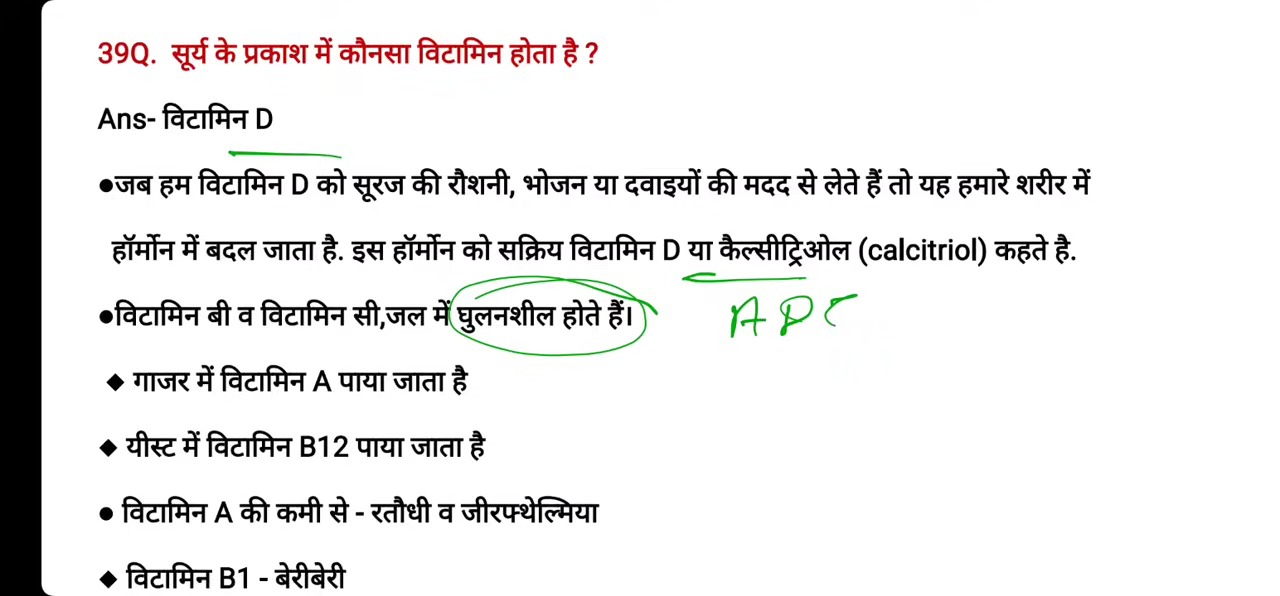 39Q. सूर्य के प्रकाश में कौनसा विटामिन होता है ?
Ans- विटामिन D
●जब हम विटामिन D को सूरज की रौशनी, भोजन या दवाइयों की मदद से लेते हैं तो यह हमारे शरीर में
हॉर्मोन में बदल जाता है. इस हॉर्मोन को सक्रिय विटामिन D या कैल्सीट्रिओल (calcitriol) कहते है.
●विटामिन बी व विटामिन सी,जल में घुलनशील होते हैं।
A D
◆ गाजर में विटामिन A पाया जाता है
◆ यीस्ट में विटामिन B12 पाया जाता है
● विटामिन A की कमी से - रतौधी व जीरफ्थेल्मिया
◆ विटामिन B1 - बेरीबेरी